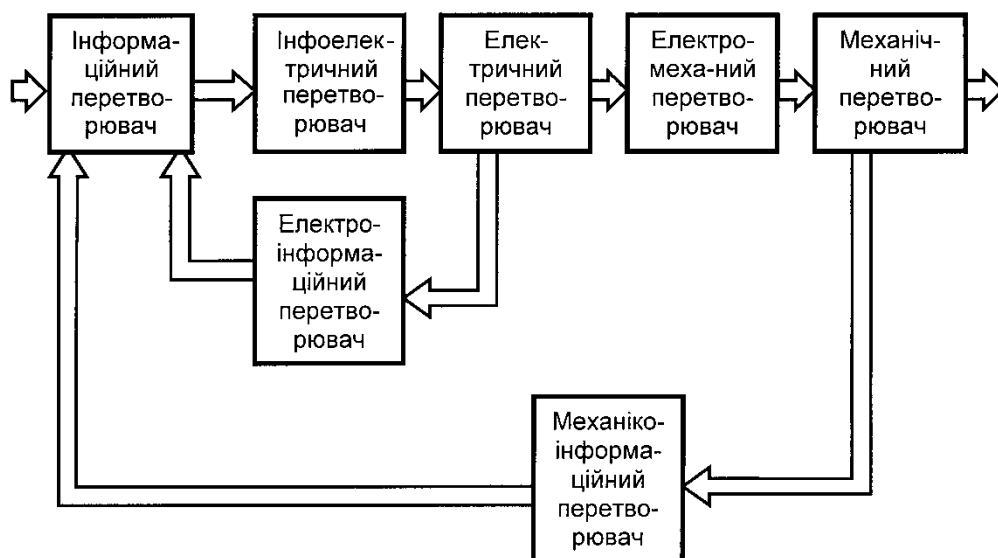 Інформа-
ційний
перетво-
рювач
Інфоелек-
тричний
перетво-
рювач
Елек-
тричний
перетво-
рювач
Електро-
меха-ний
перетво-
рювач
Механіч-
ний
перетво-
рювач
Електро-
інформа-
ційний
перетво-
рювач
Механіко-
інформа-
ційний
перетво-
рювач